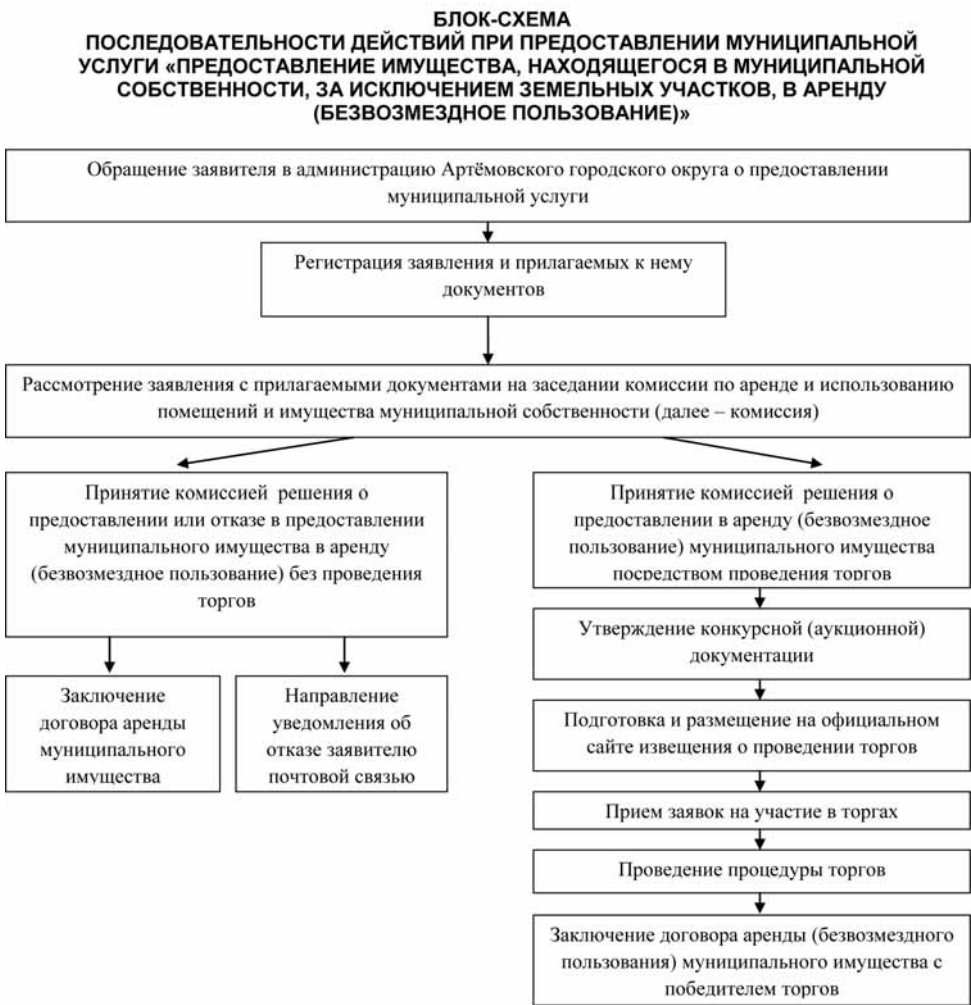 БЛОК-СХЕМА
ПОСЛЕДОВАТЕЛЬНОСТИ ДЕЙСТВИЙ ПРИ ПРЕДОСТАВЛЕНИИ МУНИЦИПАЛЬНОЙ
УСЛУГИ «ПРЕДОСТАВЛЕНИЕ ИМУЩЕСТВА, НАХОДЯЩЕГОСЯ В МУНИЦИПАЛЬНОЙ
СОБСТВЕННОСТИ, ЗА ИСКЛЮЧЕНИЕМ ЗЕМЕЛЬНЫХ УЧАСТКОВ, В АРЕНДУ
(БЕЗВОЗМЕЗДНОЕ ПОЛЬЗОВАНИЕ)»
Обращение заявителя в администрацию Артёмовского городского округа о предоставлении
муниципальной услуги
Регистрация заявления и прилагаемых к нему
документов
Рассмотрение заявления с прилагаемыми документами на заседании комиссии по аренде и использованию
помещений и имущества муниципальной собственности (далее – комиссия)
Принятие комиссией решения о
предоставлении или отказе в предоставлении
муниципального имущества в аренду
(безвозмездное пользование) без проведения
торгов
Заключение
договора аренды
муниципального
имущества
Направление
уведомления об
отказе заявителю
почтовой связью
Принятие комиссией решения о
предоставлении в аренду (безвозмездное
пользование) муниципального имущества
посредством проведения торгов
Утверждение конкурсной (аукционной)
документации
Подготовка и размещение на официальном
сайте извещения о проведении торгов
Прием заявок на участие в торгах
Проведение процедуры торгов
Заключение договора аренды (безвозмездного
пользования) муниципального имущества с
победителем торгов